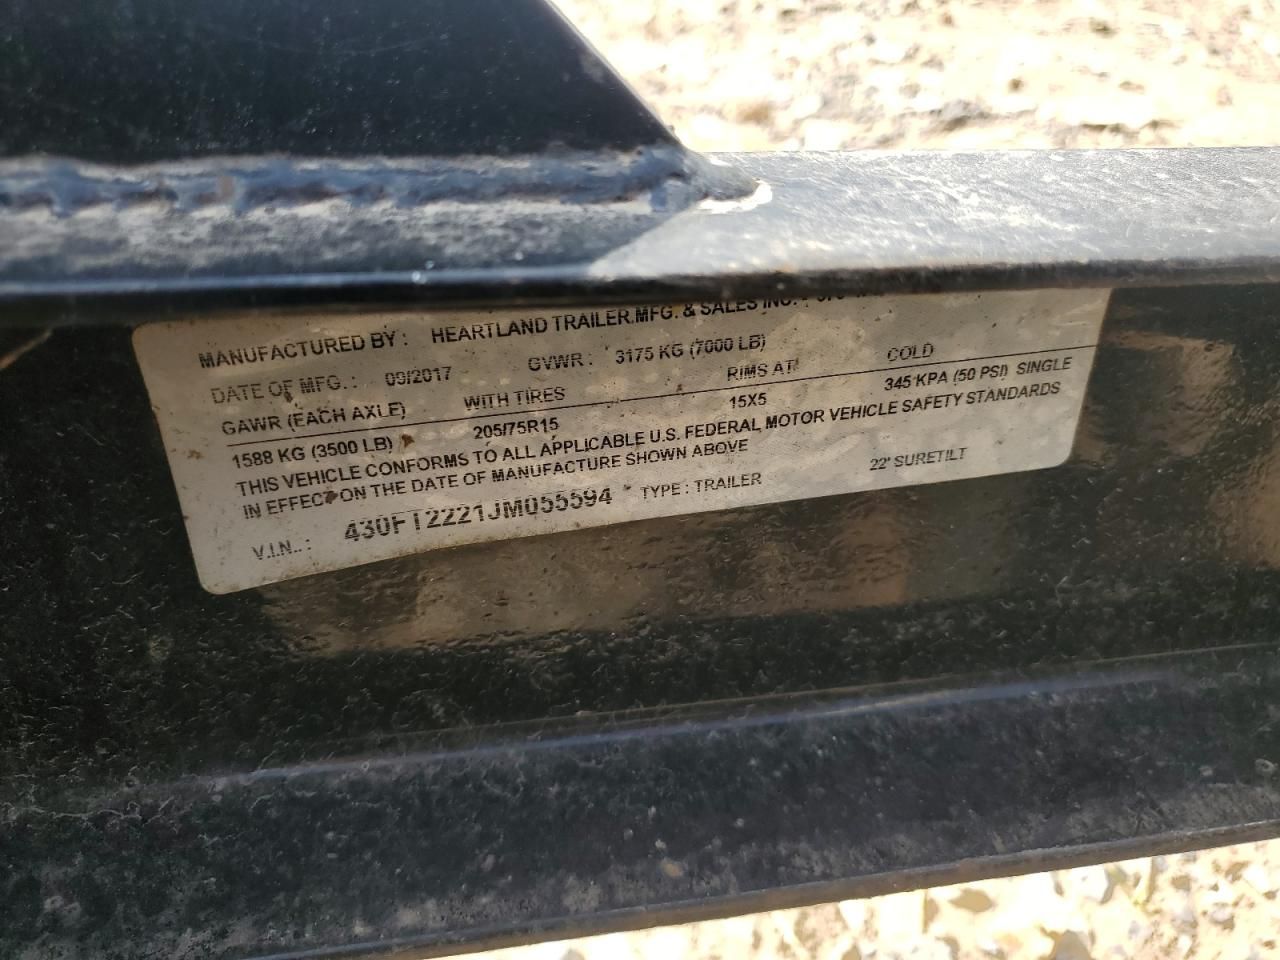 MANUFACTURED BY : HEARTLAND TRAILER MFG. & SALES INC. -
DATE OF MFG. : 09/2017 GVWR : 3175 KG (7000 LB)
GAWR (EACH AXLE) WITH TIRES RIMS AT COLD
1588 KG (3500 LB) 205/75R15 15X5 345 KPA (50 PSI) SINGLE
THIS VEHICLE CONFORMS TO ALL APPLICABLE U.S. FEDERAL MOTOR VEHICLE SAFETY STANDARDS
IN EFFECT ON THE DATE OF MANUFACTURE SHOWN ABOVE
V.I.N.. : 430FT2221JM055594 TYPE : TRAILER 22' SURETILT